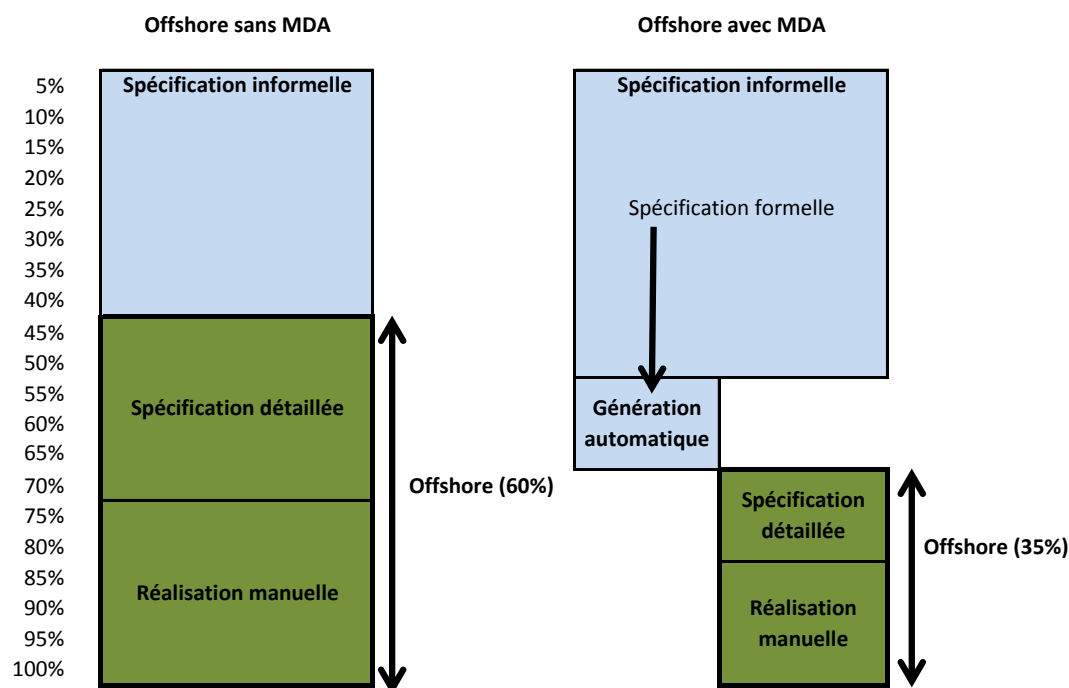 Offshore sans MDA
Offshore avec MDA
5%
10%
15%
20%
25%
30%
35%
40%
45%
50%
55%
60%
65%
70%
75%
80%
85%
90%
95%
100%
Spécification informelle
Spécification détaillée
Réalisation manuelle
Offshore (60%)
Spécification informelle
Spécification formelle
Génération
automatique
Spécification
détaillée
Réalisation
manuelle
Offshore (35%)